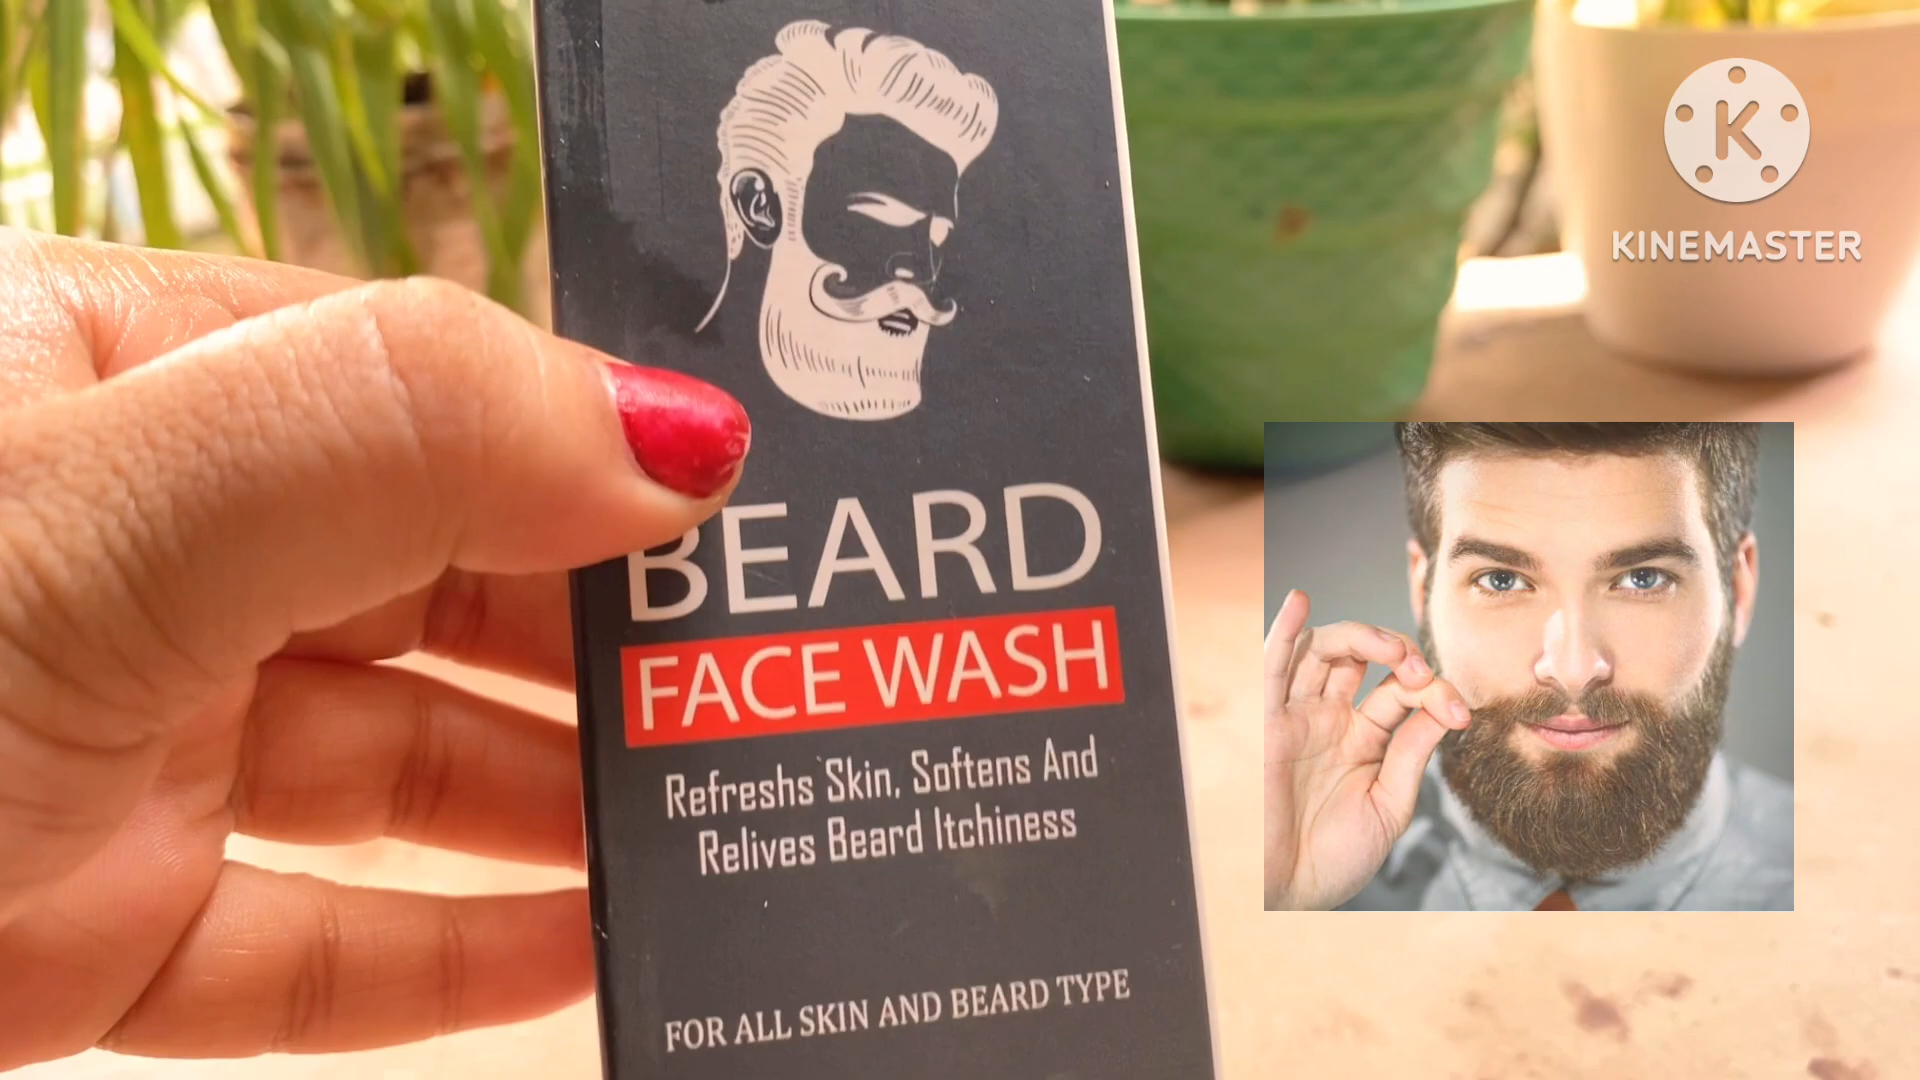 BEARD
FACE WASH
Refreshs Skin, Softens And
Relives Beard Itchiness
FOR ALL SKIN AND BEARD TYPE
K
KINEMASTER